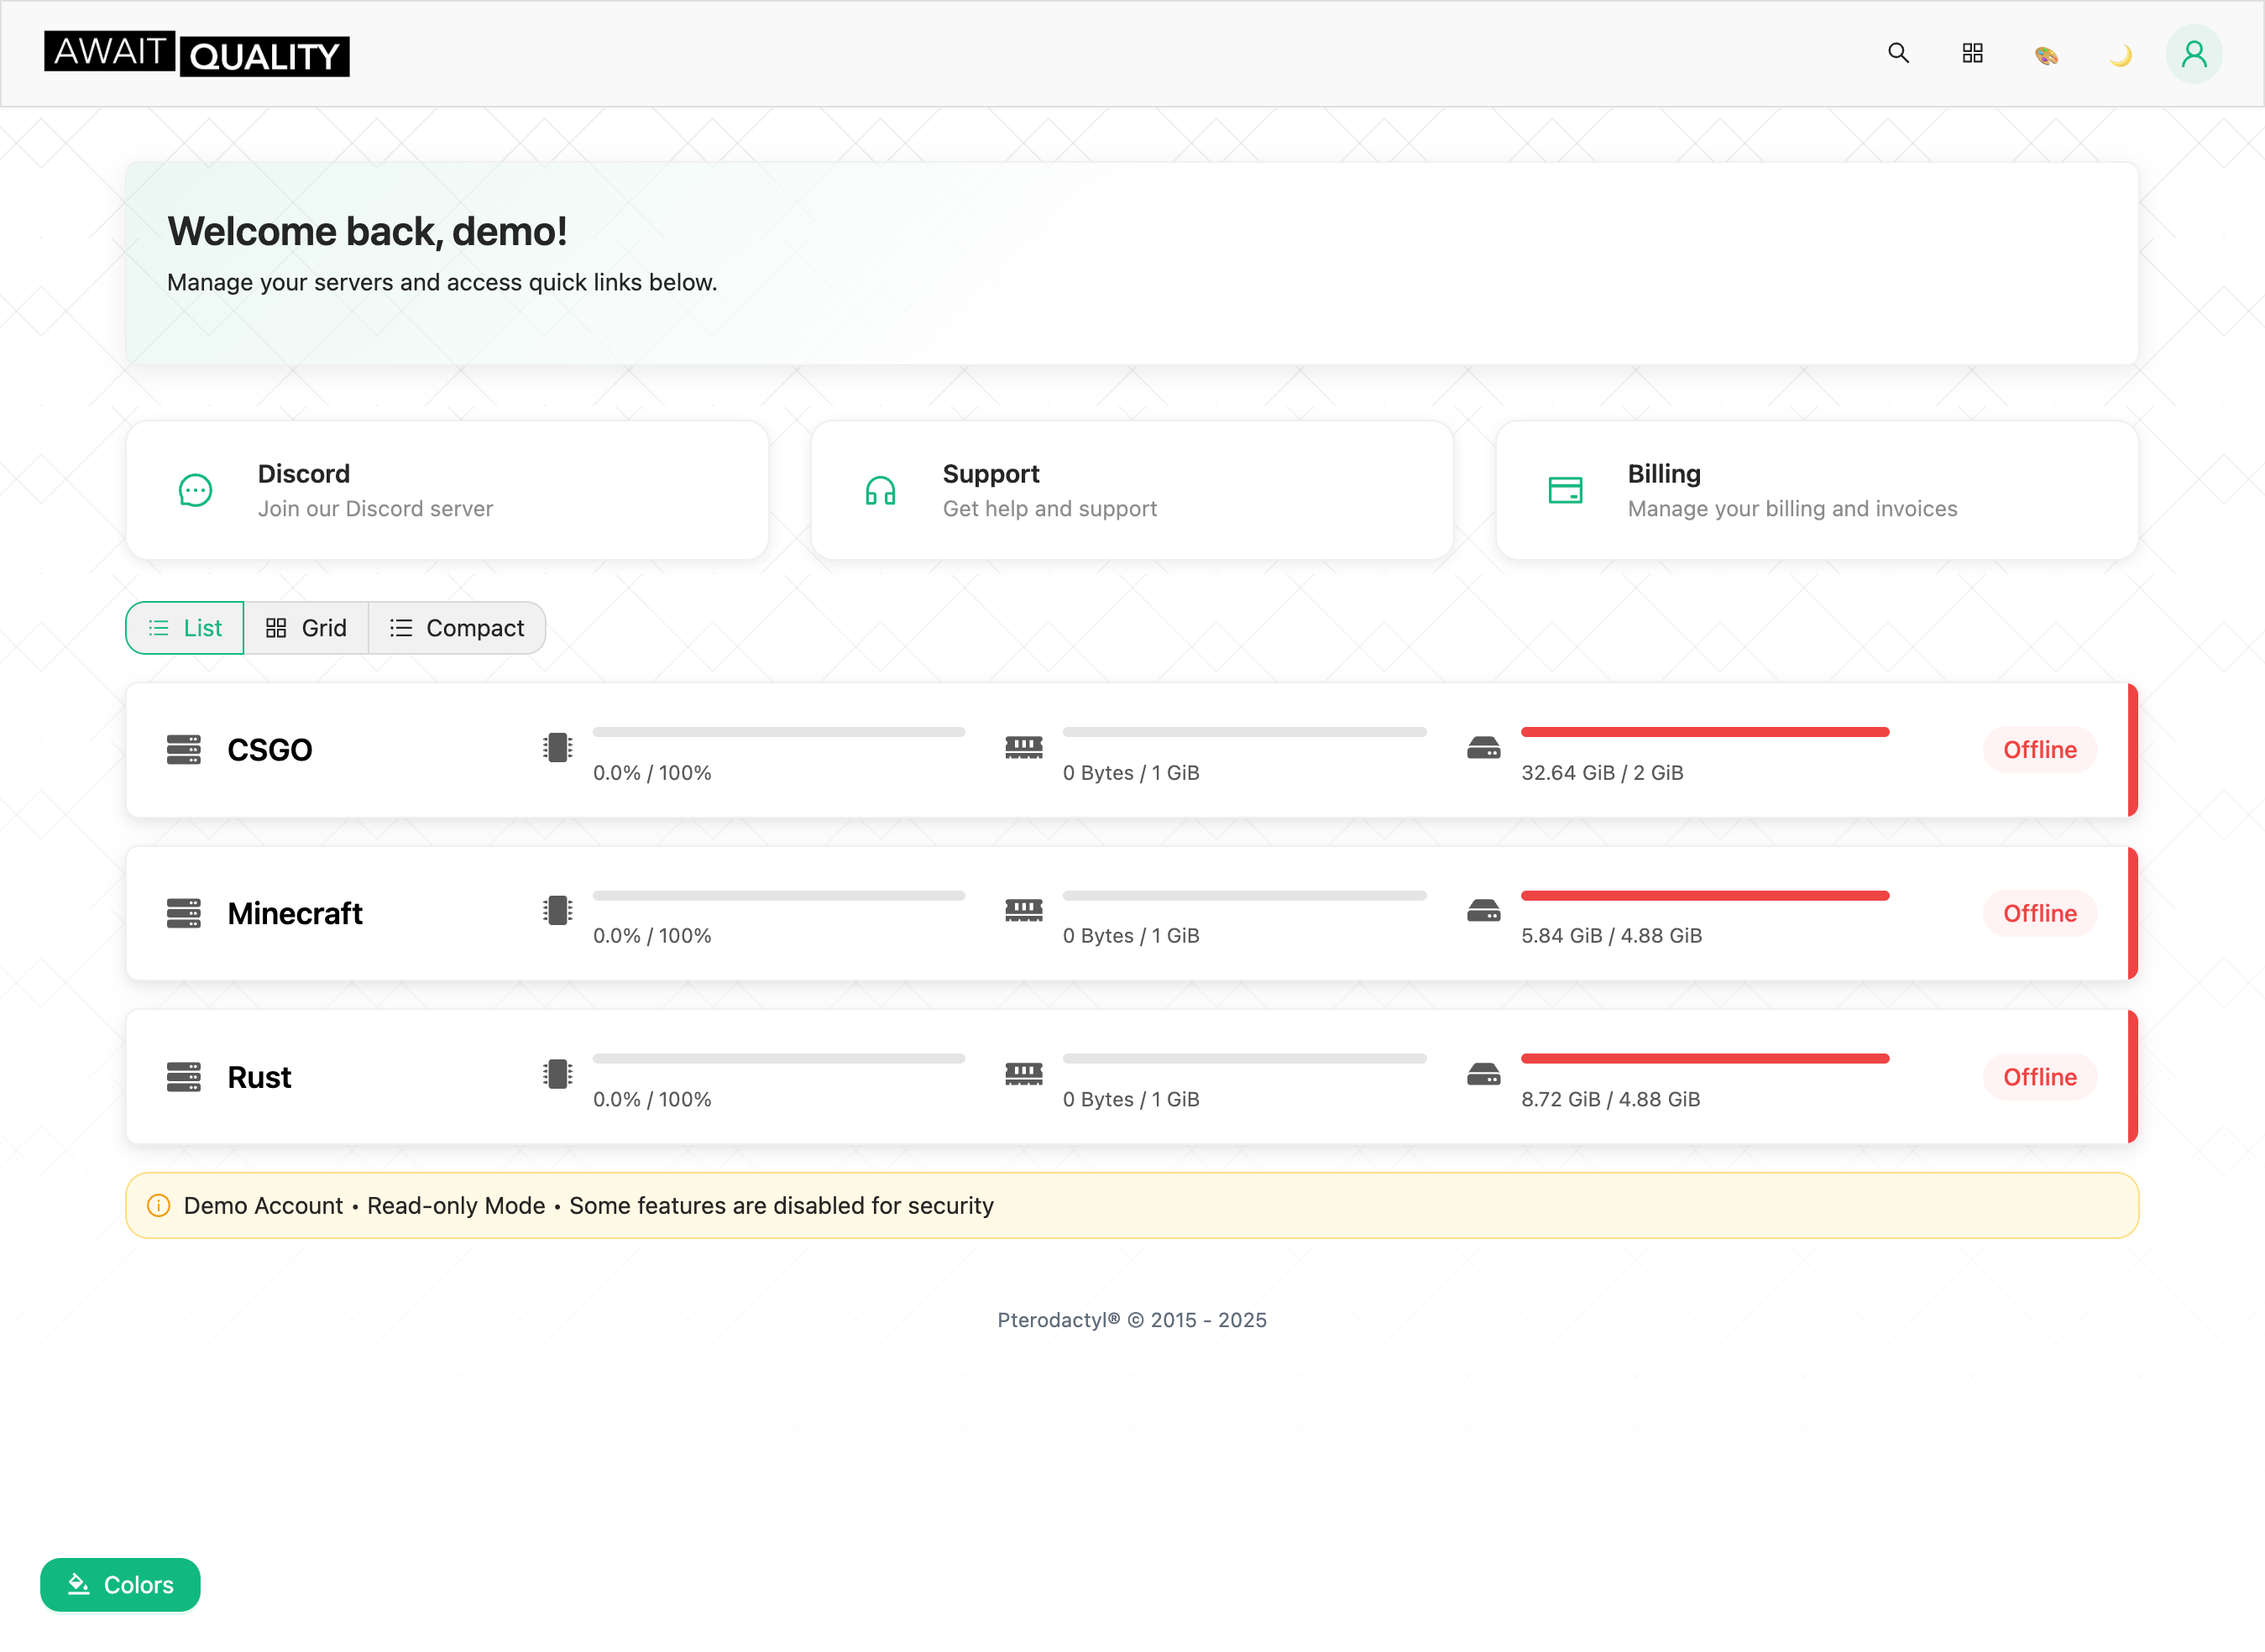 AWAIT QUALITY
Welcome back, demo!
Manage your servers and access quick links below.
Discord
Join our Discord server
Support
Get help and support
Billing
Manage your billing and invoices
List Grid Compact
CSGO
0.0% / 100%
0 Bytes / 1 GiB
32.64 GiB / 2 GiB
Offline
Minecraft
0.0% / 100%
0 Bytes / 1 GiB
5.84 GiB / 4.88 GiB
Offline
Rust
0.0% / 100%
0 Bytes / 1 GiB
8.72 GiB / 4.88 GiB
Offline
Demo Account • Read-only Mode • Some features are disabled for security
Pterodactyl® © 2015 - 2025
Colors